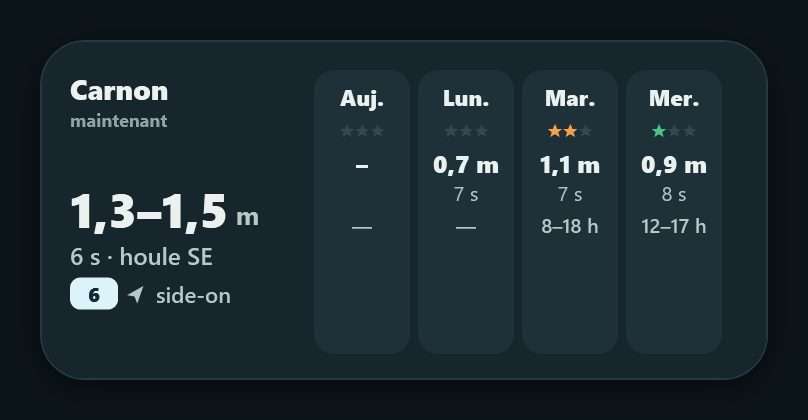 Carnon
maintenant
1,3–1,5 m
6 s · houle SE
6 side-on
Auj.
–
—
Lun.
0,7 m
7 s
—
Mar.
1,1 m
7 s
8–18 h
Mer.
0,9 m
8 s
12–17 h